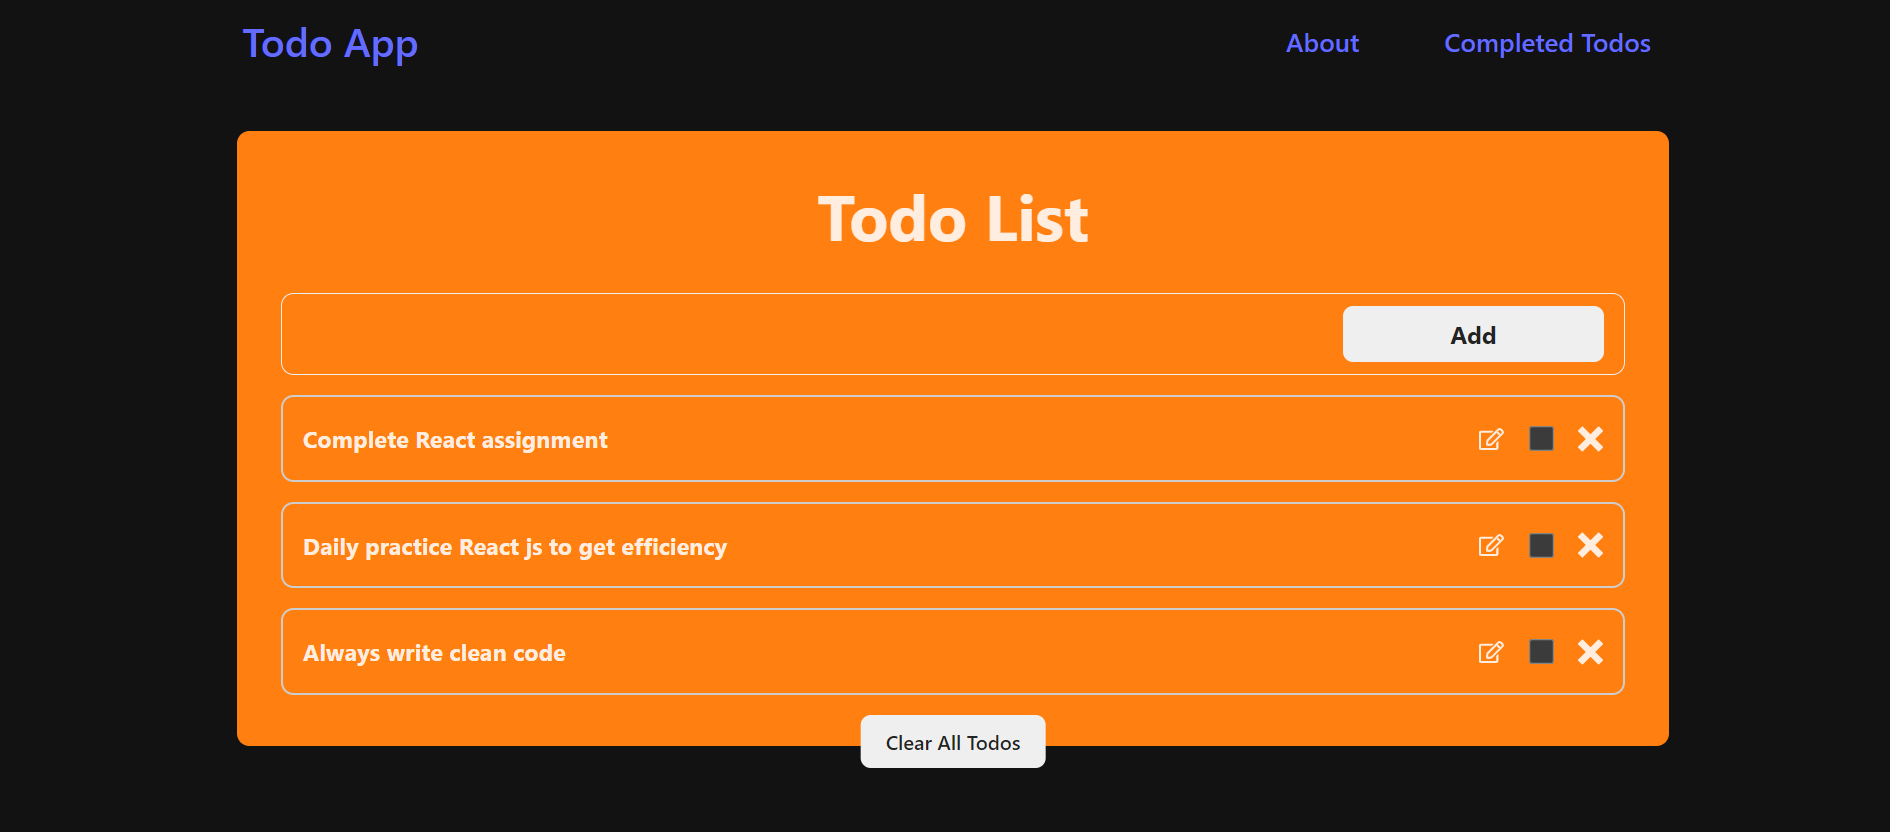 Todo App
About
Completed Todos
Todo List
Add
Complete React assignment
Daily practice React js to get efficiency
Always write clean code
Clear All Todos